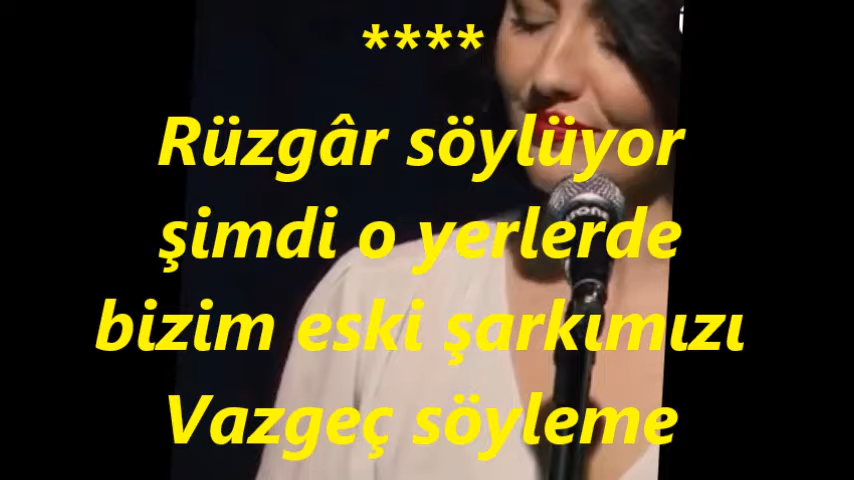 ****
Rüzgâr söylüyor
şimdi o yerlerde
bizim eski şarkımızı
Vazgeç söyleme